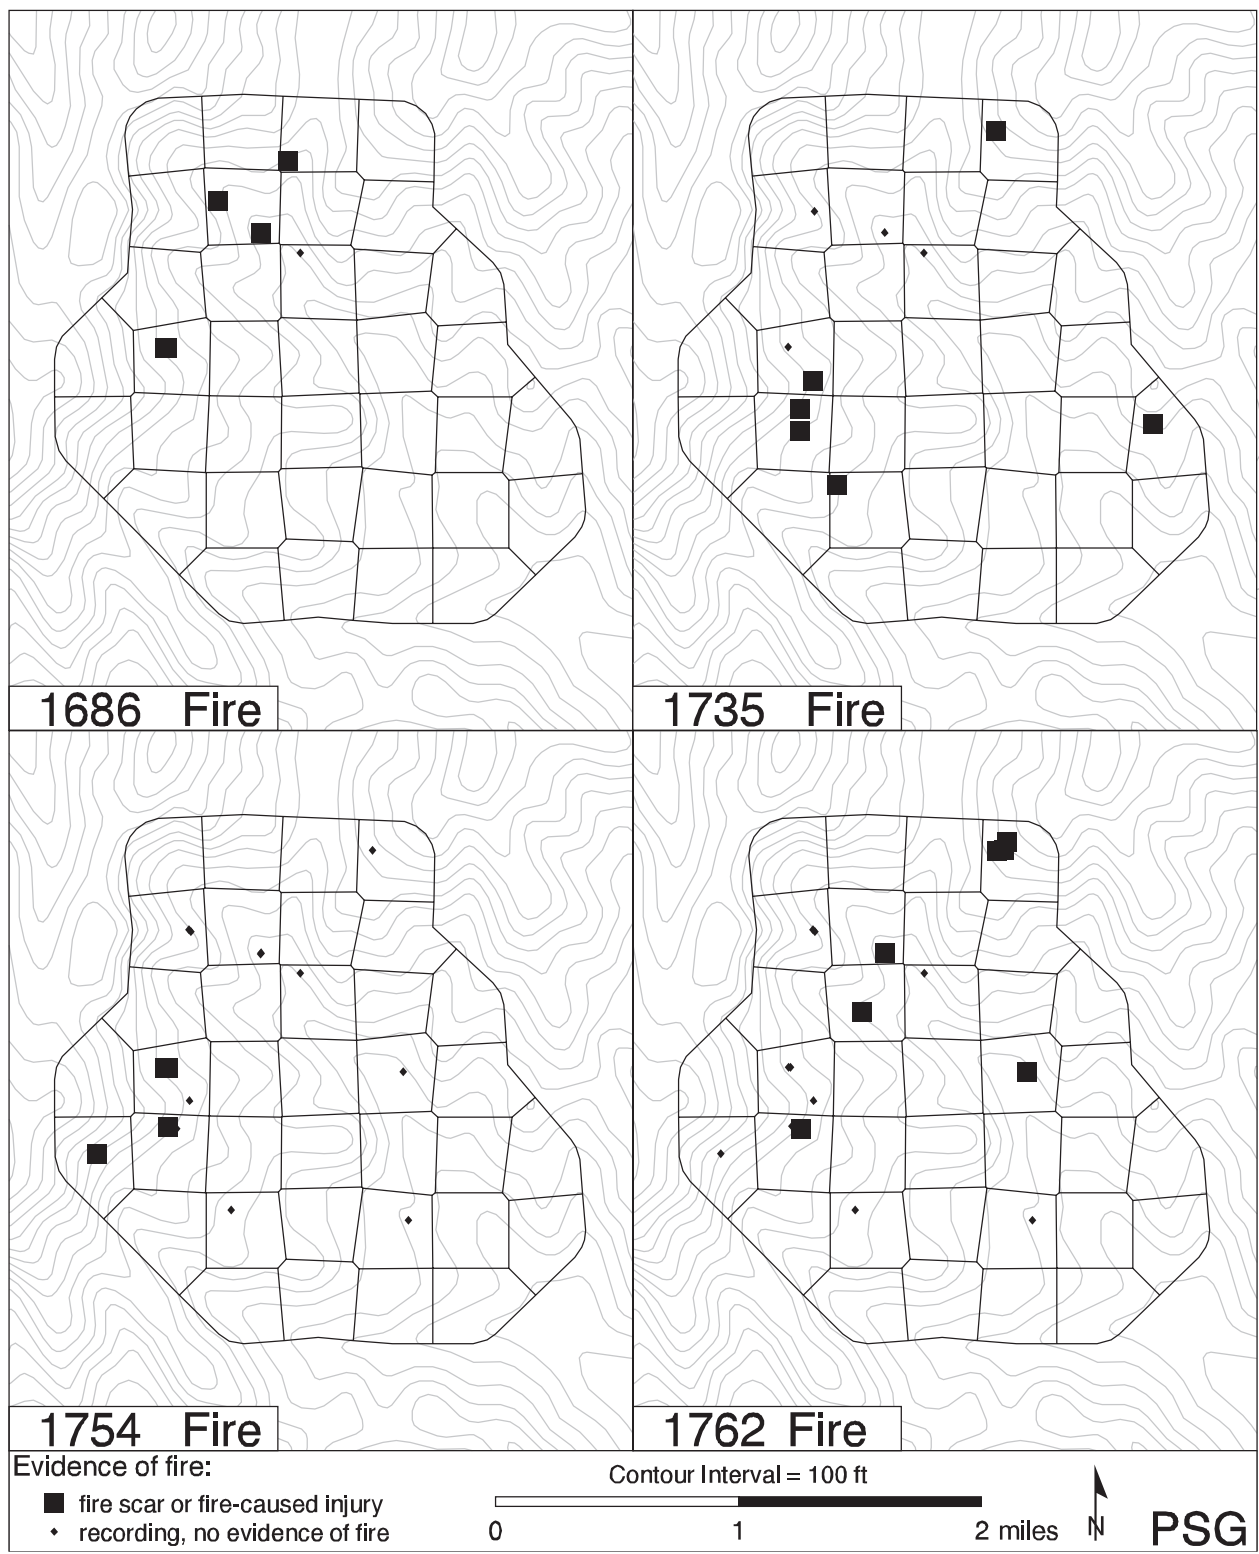 1686 Fire
1735 Fire
1754 Fire
1762 Fire
Evidence of fire:
fire scar or fire-caused injury
recording, no evidence of fire
Contour Interval = 100 ft
0 1 2 miles
N
PSG